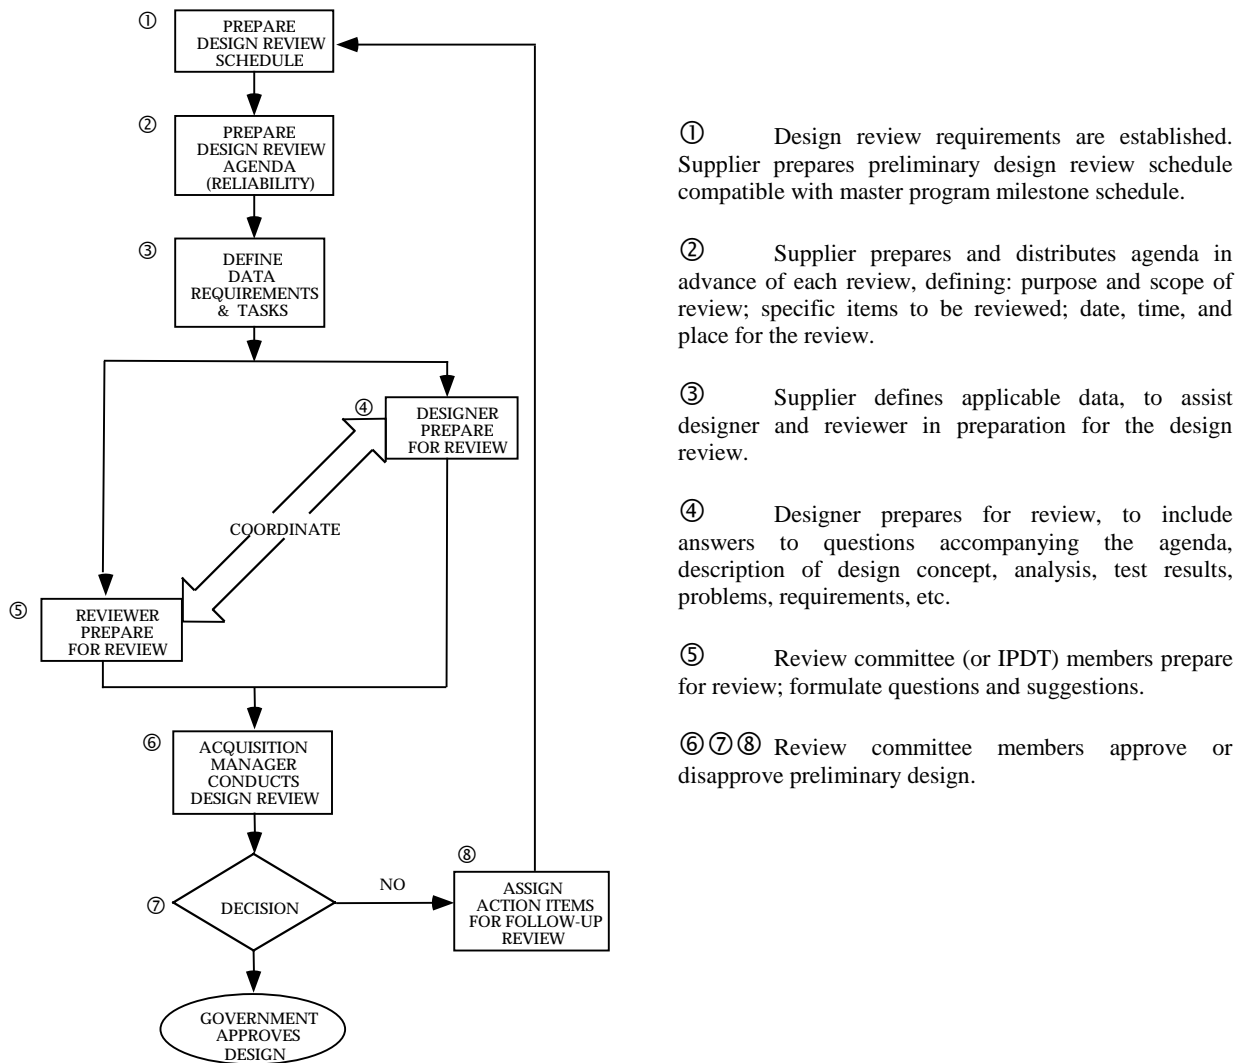 ①
PREPARE
DESIGN REVIEW
SCHEDULE
②
PREPARE
DESIGN REVIEW
AGENDA
(RELIABILITY)
③
DEFINE
DATA
REQUIREMENTS
& TASKS
④
DESIGNER
PREPARE
FOR REVIEW
COORDINATE
⑤
REVIEWER
PREPARE
FOR REVIEW
⑥
ACQUISITION
MANAGER
CONDUCTS
DESIGN REVIEW
⑦
DECISION
NO
⑧
ASSIGN
ACTION ITEMS
FOR FOLLOW-UP
REVIEW
GOVERNMENT
APPROVES
DESIGN
① Design review requirements are established.
Supplier prepares preliminary design review schedule
compatible with master program milestone schedule.
② Supplier prepares and distributes agenda in
advance of each review, defining: purpose and scope of
review; specific items to be reviewed; date, time, and
place for the review.
③ Supplier defines applicable data, to assist
designer and reviewer in preparation for the design
review.
④ Designer prepares for review, to include
answers to questions accompanying the agenda,
description of design concept, analysis, test results,
problems, requirements, etc.
⑤ Review committee (or IPDT) members prepare
for review; formulate questions and suggestions.
⑥⑦⑧ Review committee members approve or
disapprove preliminary design.